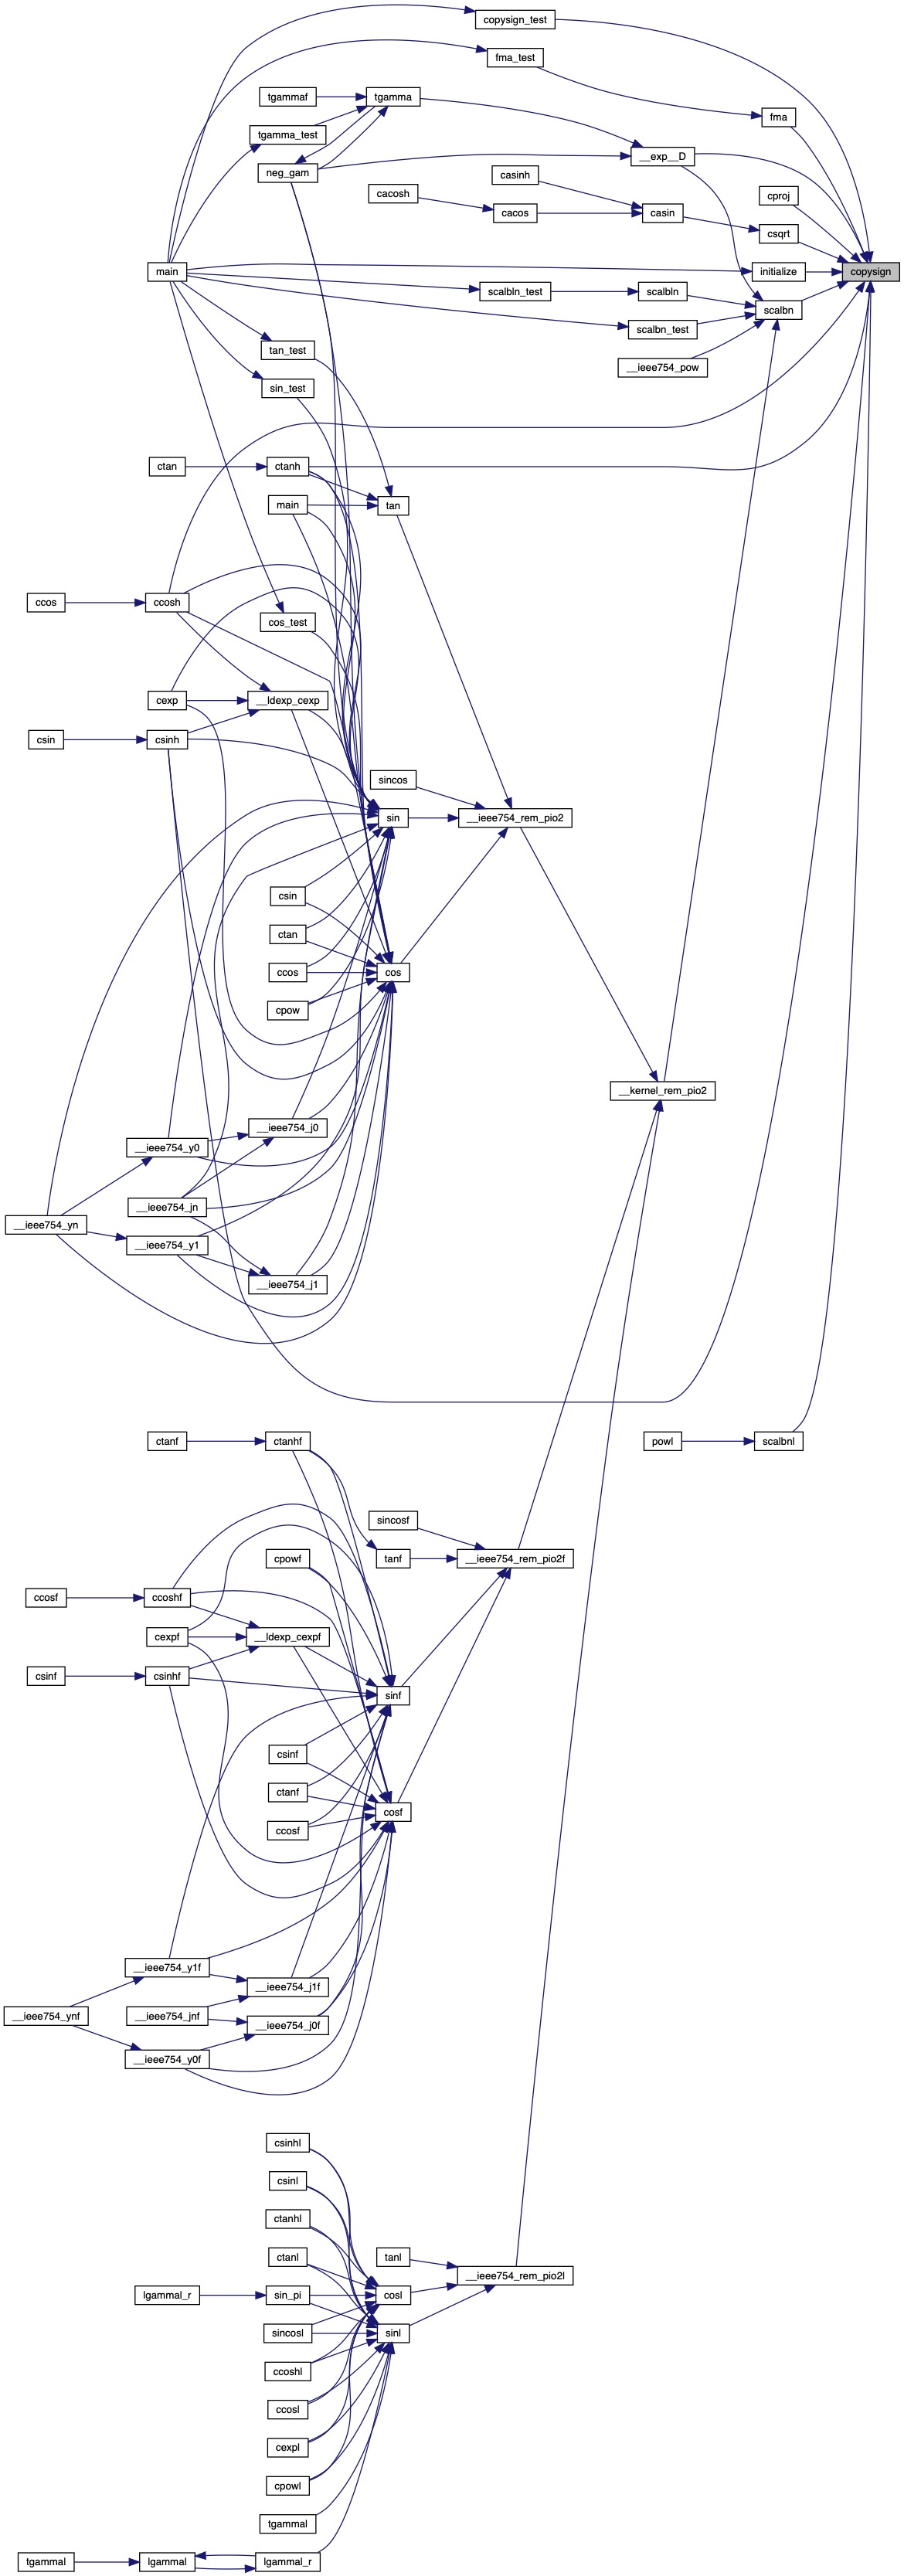 copysign_test
fma_test
tgammaf
tgamma
fma
tgamma_test
__exp__D
neg_gam
casinh
cacosh
cproj
cacos
casin
csqrt
main
initialize
copysign
scalbln_test
scalbln
scalbn
scalbn_test
tan_test
__ieee754_pow
sin_test
ctan
ctanh
main
tan
ccos
ccosh
cos_test
cexp
__ldexp_cexp
csin
csinh
sincos
sin
__ieee754_rem_pio2
csin
ctan
ccos
cos
cpow
__kernel_rem_pio2
__ieee754_j0
__ieee754_y0
__ieee754_jn
__ieee754_yn
__ieee754_y1
__ieee754_j1
ctanf
ctanhf
powl
scalbnl
sincosf
cpowf
tanf
__ieee754_rem_pio2f
ccosf
ccoshf
cexpf
__ldexp_cexpf
csinf
csinhf
sinf
csinf
ctanf
cosf
ccosf
__ieee754_y1f
__ieee754_j1f
__ieee754_ynf
__ieee754_jnf
__ieee754_j0f
__ieee754_y0f
csinhl
csinl
ctanhl
ctanl
tanl
__ieee754_rem_pio2l
lgammal_r
sin_pi
cosl
sincosl
sinl
ccoshl
ccosl
cexpl
cpowl
tgammal
tgammal
lgammal
lgammal_r